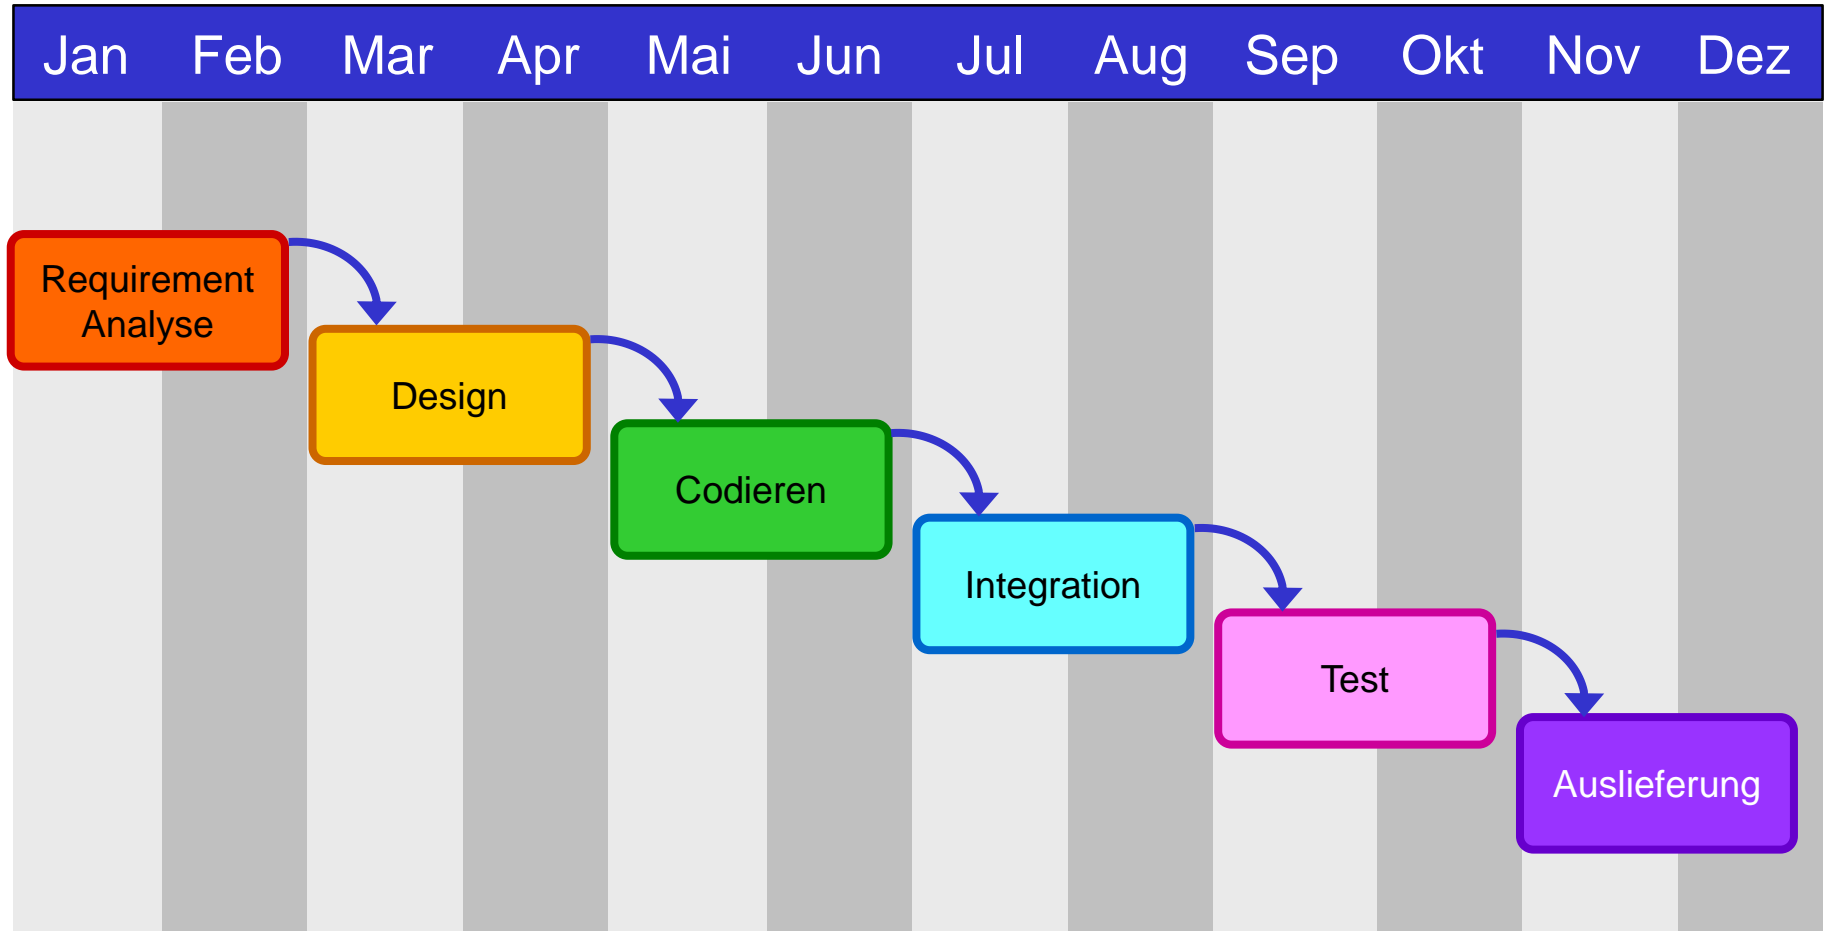 Jan Feb Mar Apr Mai Jun Jul Aug Sep Okt Nov Dez
Requirement
Analyse
Design
Codieren
Integration
Test
Auslieferung